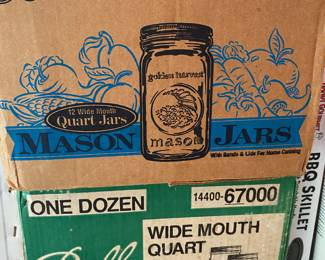 golden harvest
mason
12 Wide Mouth
Quart Jars
MASON JARS
With Bands & Lids For Home Canning
ONE DOZEN
14400-67000
Ball
WIDE MOUTH
QUART
BBQ SKILLET